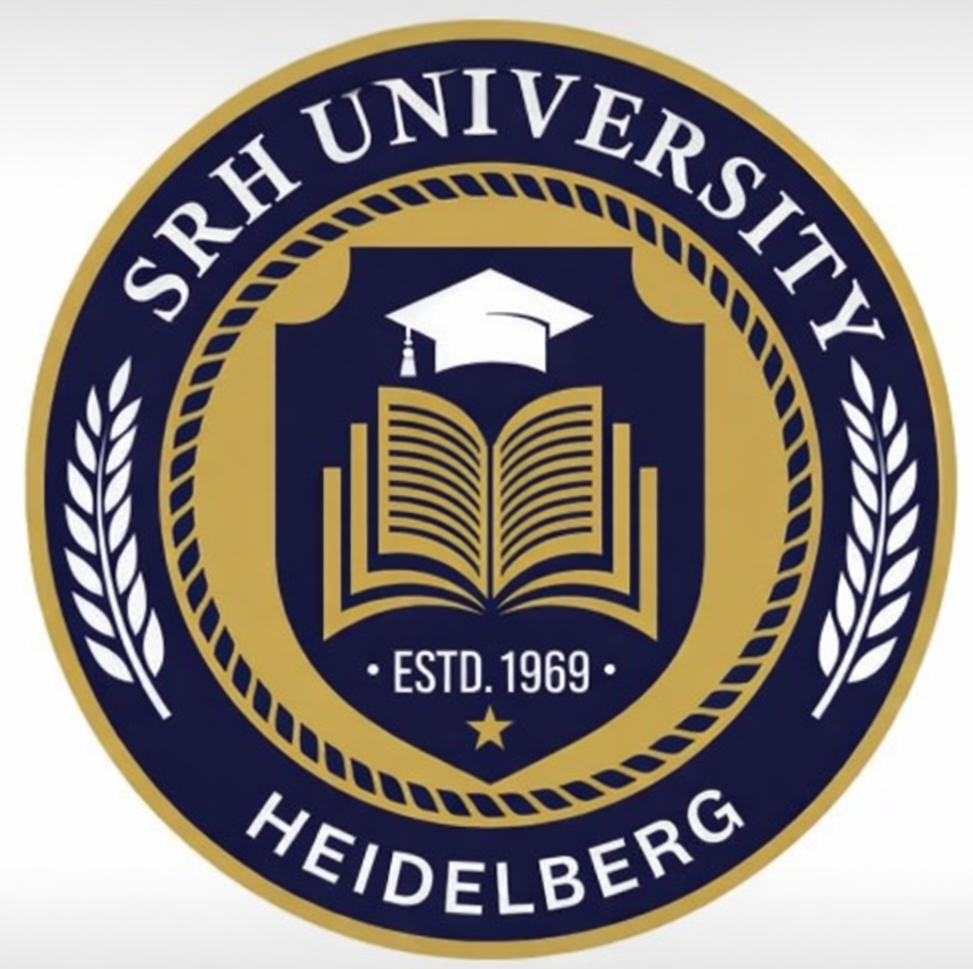 SRH UNIVERSITY
• ESTD. 1969 •
HEIDELBERG